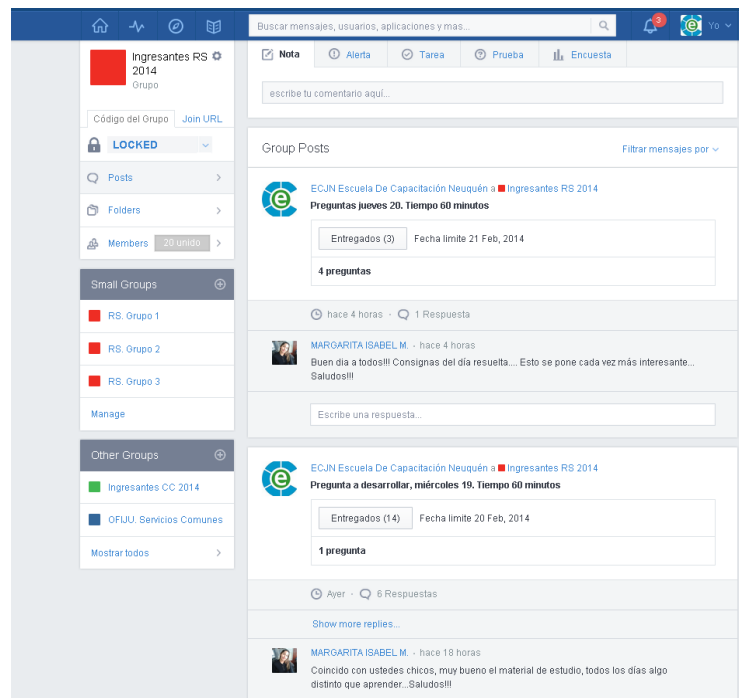 Buscar mensajes, usuarios, aplicaciones y mas...
3
Yo
Ingresantes RS
2014
Grupo
Código del Grupo Join URL
LOCKED
Posts
Folders
Members 20 unido
Small Groups
RS. Grupo 1
RS. Grupo 2
RS. Grupo 3
Manage
Other Groups
Ingresantes CC 2014
OFIJU. Servicios Comunes
Mostrar todos
Nota Alerta Tarea Prueba Encuesta
escribe tu comentario aquí...
Group Posts Filtrar mensajes por
ECJN Escuela De Capacitación Neuquén a Ingresantes RS 2014
Preguntas jueves 20. Tiempo 60 minutos
Entregados (3) Fecha limite 21 Feb, 2014
4 preguntas
hace 4 horas · 1 Respuesta
MARGARITA ISABEL M. - hace 4 horas
Buen dia a todos!!! Consignas del día resuelta.... Esto se pone cada vez más interesante...
Saludos!!!
Escribe una respuesta...
ECJN Escuela De Capacitación Neuquén a Ingresantes RS 2014
Pregunta a desarrollar, miércoles 19. Tiempo 60 minutos
Entregados (14) Fecha limite 20 Feb, 2014
1 pregunta
Ayer · 6 Respuestas
Show more replies...
MARGARITA ISABEL M. - hace 18 horas
Coincido con ustedes chicos, muy bueno el material de estudio, todos los días algo
distinto que aprender...Saludos!!!